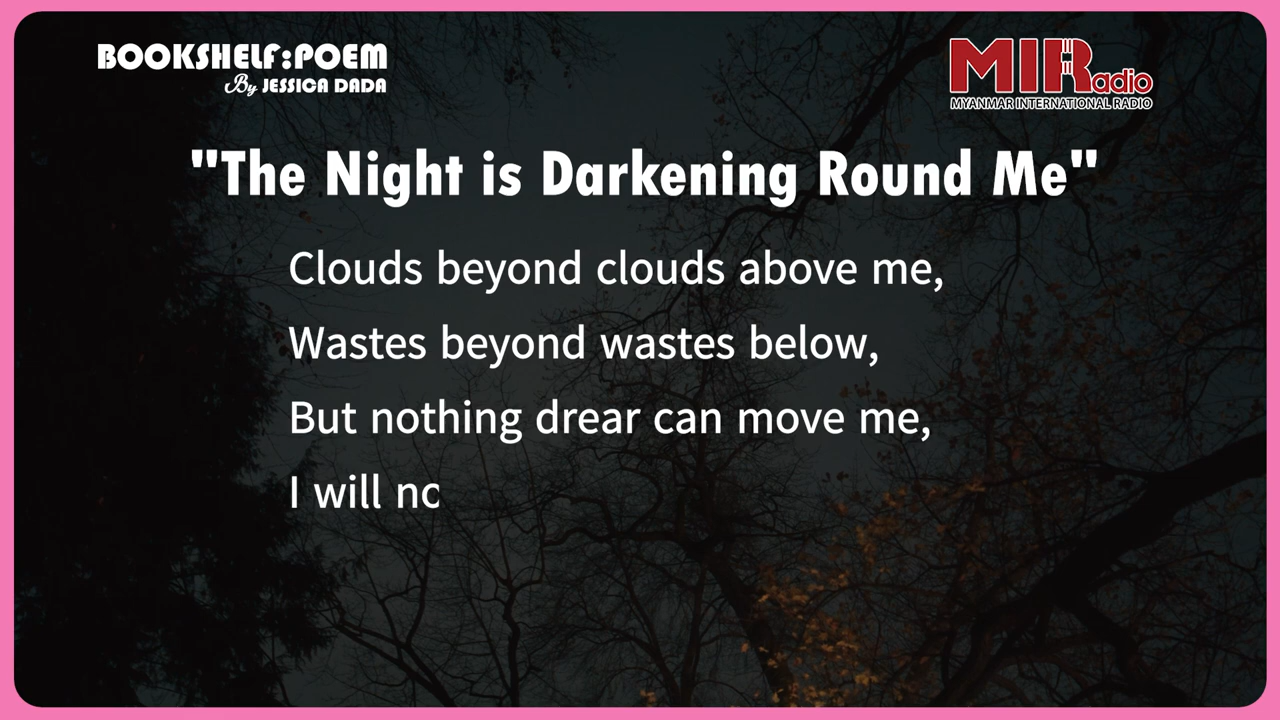 BOOKSHELF:POEM
By JESSICA DADA
MIRadio
MYANMAR INTERNATIONAL RADIO
"The Night is Darkening Round Me"
Clouds beyond clouds above me,
Wastes beyond wastes below,
But nothing drear can move me,
I will